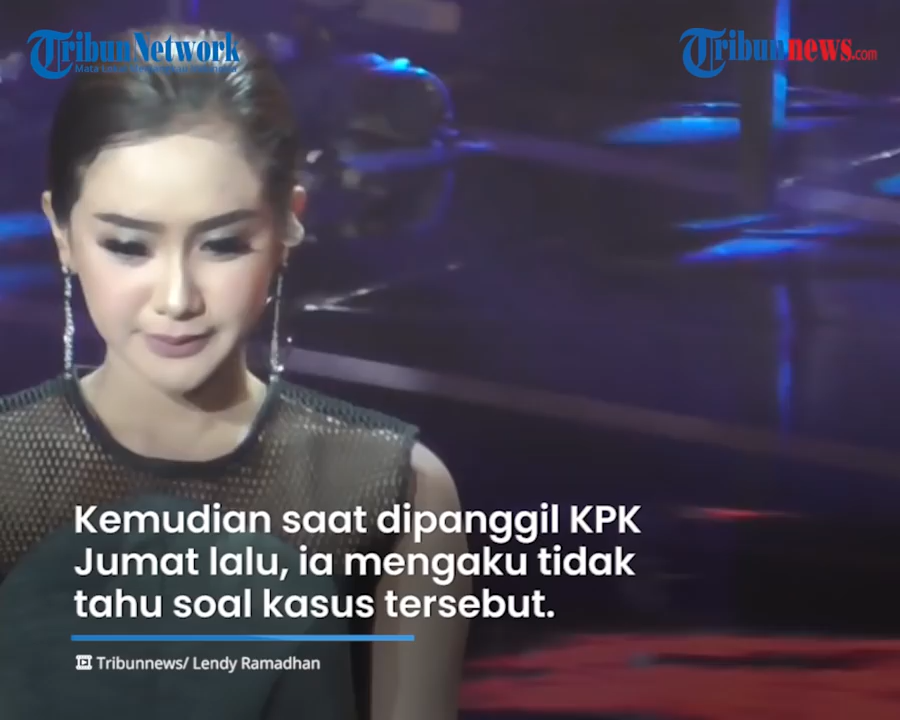 Tribun Network
Tribunnews.com
Kemudian saat dipanggil KPK
Jumat lalu, ia mengaku tidak
tahu soal kasus tersebut.
Tribunnews/ Lendy Ramadhan